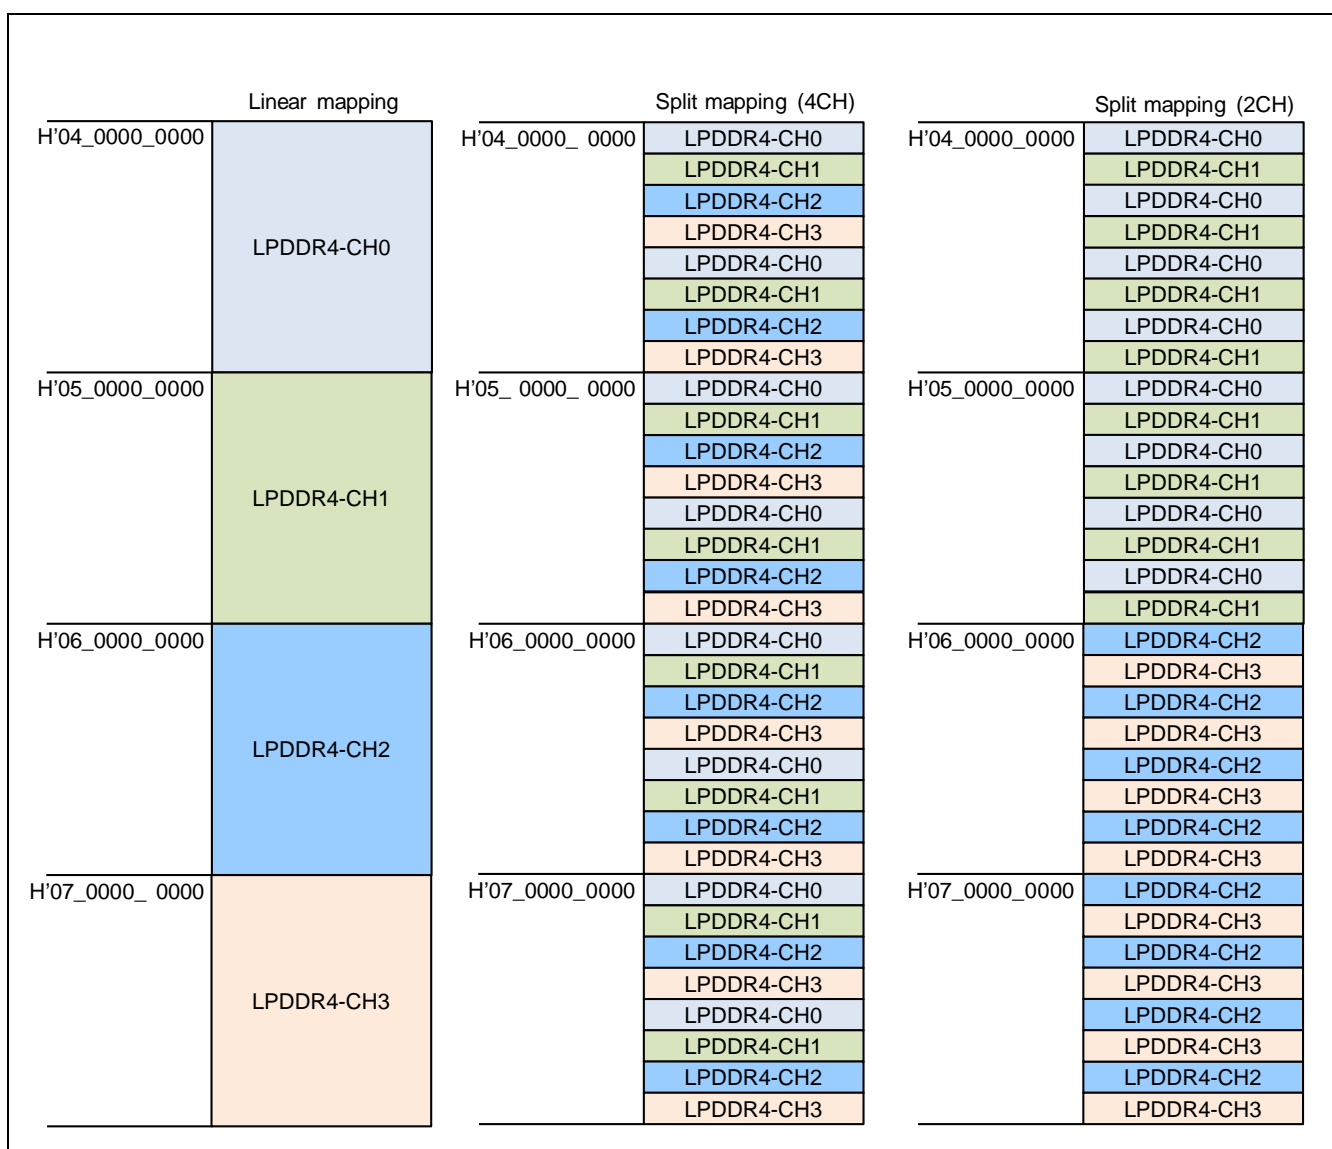 Linear mapping
H'04_0000_0000
LPDDR4-CH0
H'05_0000_0000
LPDDR4-CH1
H'06_0000_0000
LPDDR4-CH2
H'07_0000_ 0000
LPDDR4-CH3
Split mapping (4CH)
H'04_0000_ 0000
LPDDR4-CH0
LPDDR4-CH1
LPDDR4-CH2
LPDDR4-CH3
LPDDR4-CH0
LPDDR4-CH1
LPDDR4-CH2
LPDDR4-CH3
H'05_ 0000_ 0000
LPDDR4-CH0
LPDDR4-CH1
LPDDR4-CH2
LPDDR4-CH3
LPDDR4-CH0
LPDDR4-CH1
LPDDR4-CH2
LPDDR4-CH3
H'06_0000_0000
LPDDR4-CH0
LPDDR4-CH1
LPDDR4-CH2
LPDDR4-CH3
LPDDR4-CH0
LPDDR4-CH1
LPDDR4-CH2
LPDDR4-CH3
H'07_0000_0000
LPDDR4-CH0
LPDDR4-CH1
LPDDR4-CH2
LPDDR4-CH3
LPDDR4-CH0
LPDDR4-CH1
LPDDR4-CH2
LPDDR4-CH3
Split mapping (2CH)
H'04_0000_0000
LPDDR4-CH0
LPDDR4-CH1
LPDDR4-CH0
LPDDR4-CH1
LPDDR4-CH0
LPDDR4-CH1
LPDDR4-CH0
LPDDR4-CH1
H'05_0000_0000
LPDDR4-CH0
LPDDR4-CH1
LPDDR4-CH0
LPDDR4-CH1
LPDDR4-CH0
LPDDR4-CH1
LPDDR4-CH0
LPDDR4-CH1
H'06_0000_0000
LPDDR4-CH2
LPDDR4-CH3
LPDDR4-CH2
LPDDR4-CH3
LPDDR4-CH2
LPDDR4-CH3
LPDDR4-CH2
LPDDR4-CH3
H'07_0000_0000
LPDDR4-CH2
LPDDR4-CH3
LPDDR4-CH2
LPDDR4-CH3
LPDDR4-CH2
LPDDR4-CH3
LPDDR4-CH2
LPDDR4-CH3